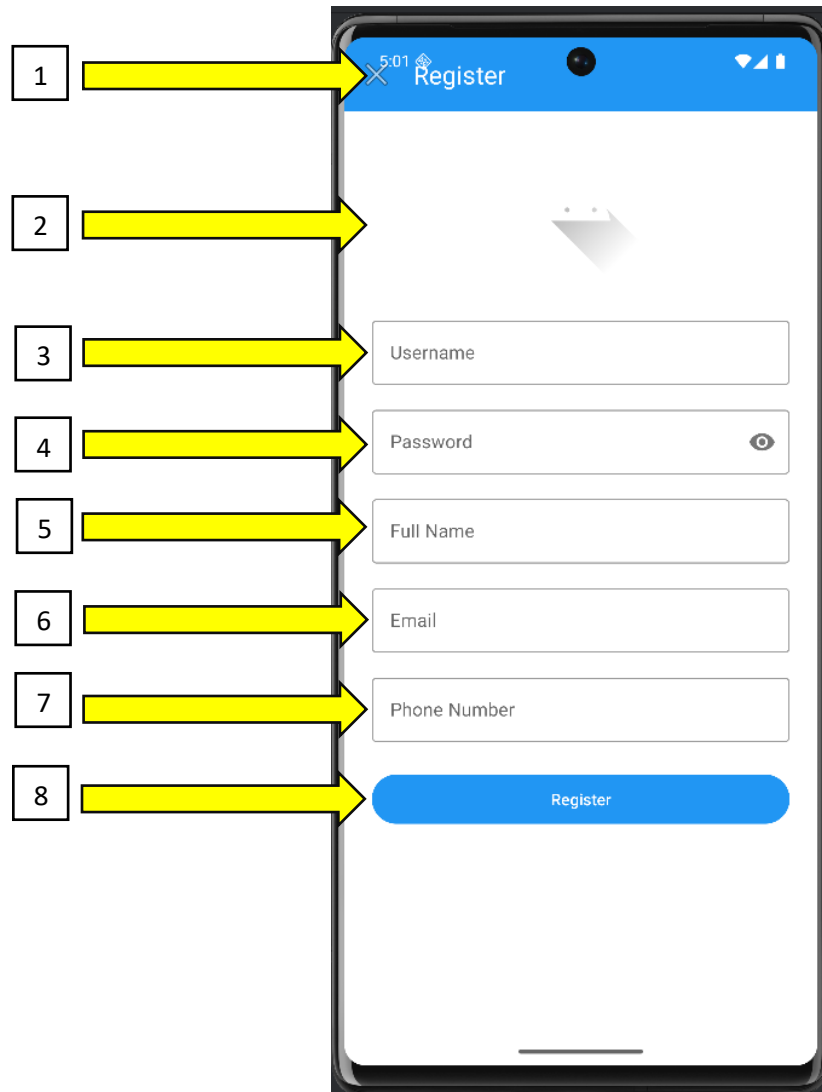 1
5:01
Register
2
3
Username
4
Password
5
Full Name
6
Email
7
Phone Number
8
Register